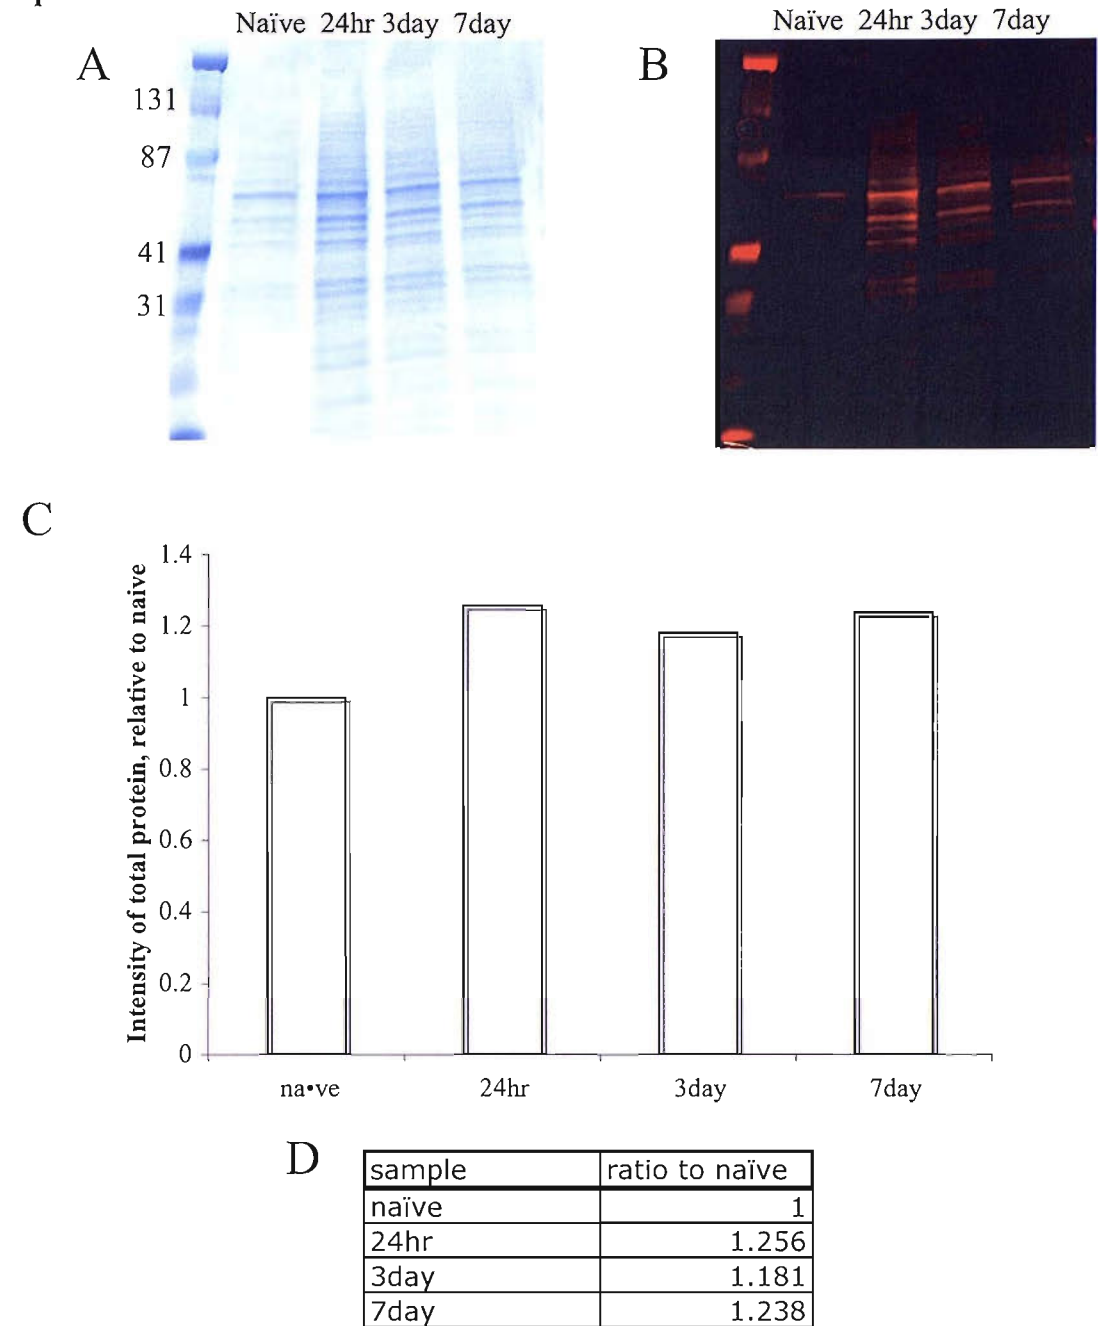 Naïve 24hr 3day 7day
A
131
87
41
31
Naïve 24hr 3day 7day
B
C
Intensity of total protein, relative to naive
1.4
1.2
1
0.8
0.6
0.4
0.2
0
na•ve 24hr 3day 7day
D
sample ratio to naïve
naïve 1
24hr 1.256
3day 1.181
7day 1.238